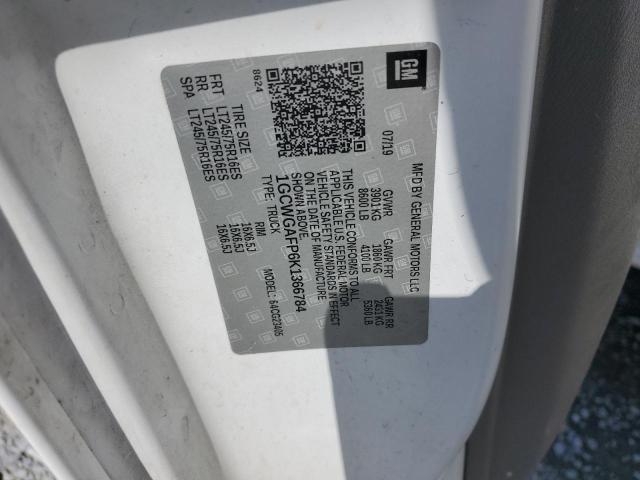 GM
MFD BY GENERAL MOTORS LLC
07/19
GVWR GAWR FRT GAWR RR
3901 KG 1860 KG 2431 KG
8600 LB 4100 LB 5360 LB
THIS VEHICLE CONFORMS TO ALL
APPLICABLE U.S. FEDERAL MOTOR
VEHICLE SAFETY STANDARDS IN EFFECT
ON THE DATE OF MANUFACTURE
SHOWN ABOVE.
1GCWGAFP6K1366784
TYPE: TRUCK MODEL: 64CG23405
8624
TIRE SIZE RIM
FRT LT245/75R16ES 16X6.5J
RR LT245/75R16ES 16X6.5J
SPA LT245/75R16ES 16X6.5J